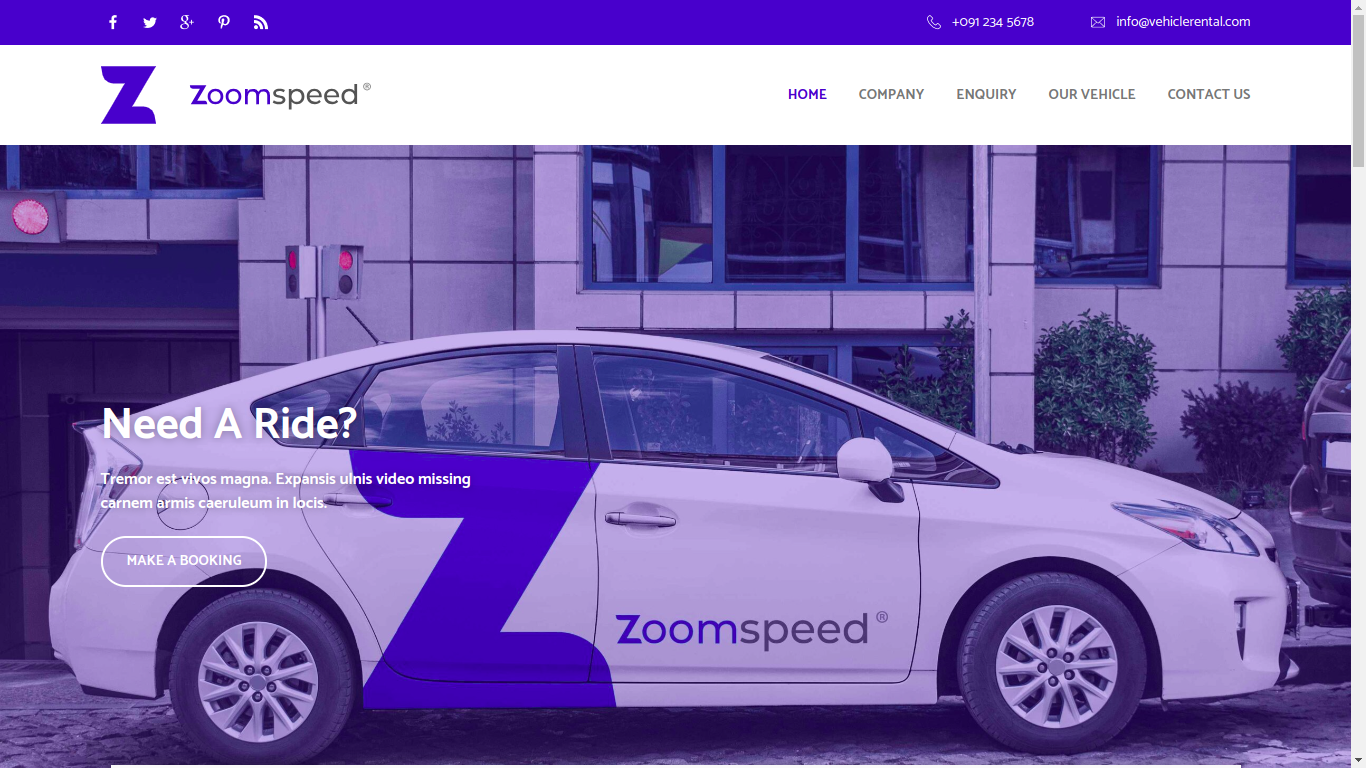 +091 234 5678
info@vehiclerental.com
Zoomspeed ®
HOME
COMPANY
ENQUIRY
OUR VEHICLE
CONTACT US
Need A Ride?
Tremor est vivos magna. Expansis ulnis video missing
carnem armis caeruleum in locis.
MAKE A BOOKING
Zoomspeed ®